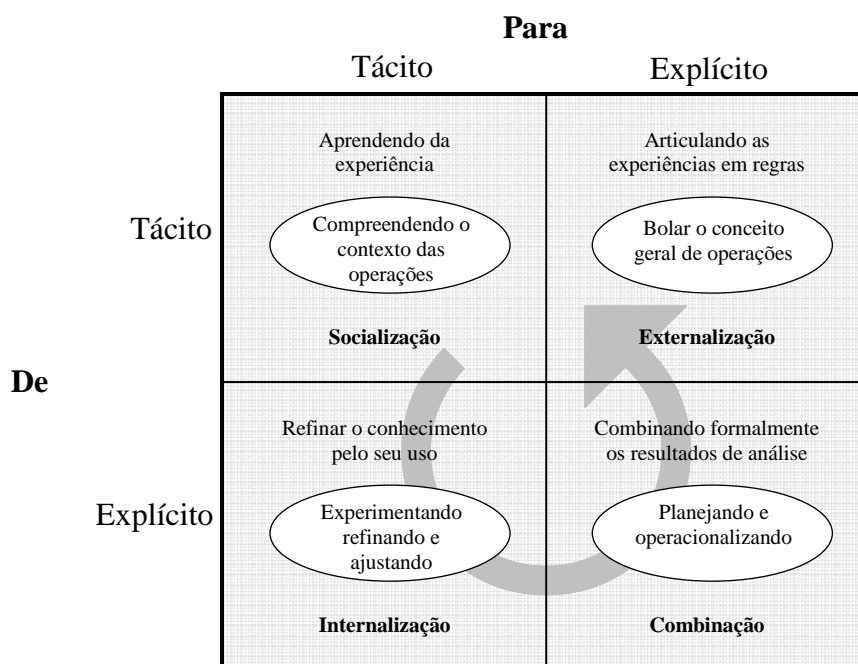 Para
Tácito
Explícito
Tácito
Aprendendo da
experiência
Compreendendo o
contexto das
operações
Socialização
Articulando as
experiências em regras
Bolar o conceito
geral de operações
Externalização
De
Explícito
Refinar o conhecimento
pelo seu uso
Experimentando
refinando e
ajustando
Internalização
Combinando formalmente
os resultados de análise
Planejando e
operacionalizando
Combinação